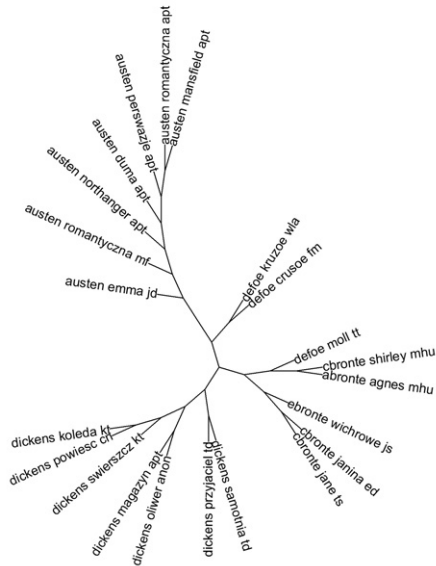 austen romantyczna apt
austen mansfield apt
austen perswazje apt
austen duma apt
austen northanger apt
austen romantyczna mf
austen emma jd
defoe kruzoe wla
defoe crusoe fm
defoe moll tt
cbronte shirley mhu
abronte agnes mhu
ebronte wichrowe js
cbronte janina ed
cbronte jane ts
dickens samotnia td
dickens przyjaciel td
dickens oliwer anon
dickens magazyn apt
dickens swierszcz kt
dickens powiesc cn
dickens koleda kt